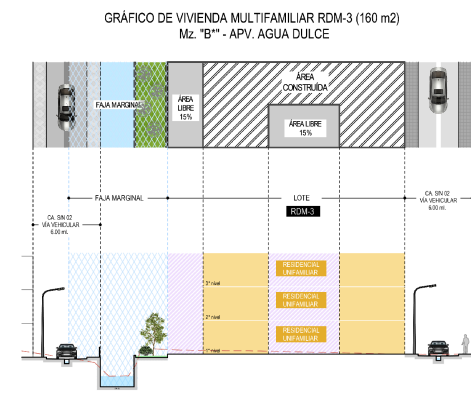 GRÁFICO DE VIVIENDA MULTIFAMILIAR RDM-3 (160 m2)
Mz. "B*" - APV. AGUA DULCE
FAJA MARGINAL
ÁREA
LIBRE
15%
ÁREA
CONSTRUÍDA
ÁREA LIBRE
15%
FAJA MARGINAL
LOTE
RDM-3
CA. SIN 02
VÍA VEHICULAR
6.00 ml.
CA. SIN 02
VÍA VEHICULAR
6.00 ml.
RESIDENCIAL
UNIFAMILIAR
3° nivel
RESIDENCIAL
UNIFAMILIAR
2° nivel
RESIDENCIAL
UNIFAMILIAR
1° nivel